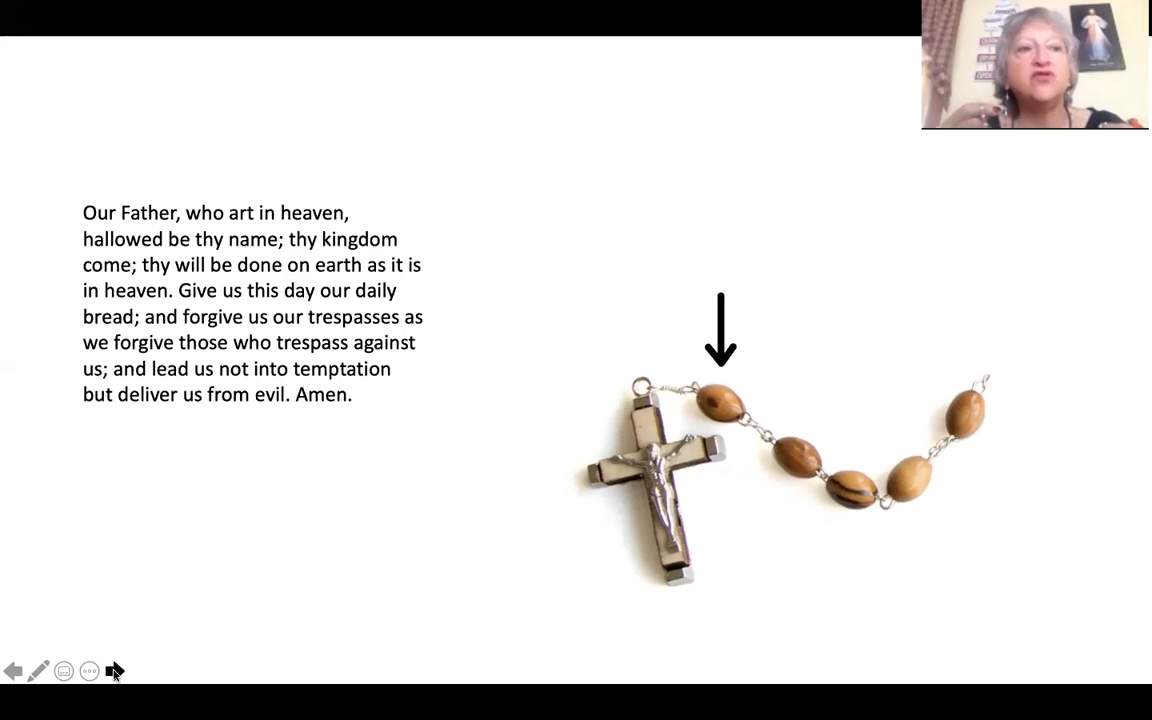 Our Father, who art in heaven,
hallowed be thy name; thy kingdom
come; thy will be done on earth as it is
in heaven. Give us this day our daily
bread; and forgive us our trespasses as
we forgive those who trespass against
us; and lead us not into temptation
but deliver us from evil. Amen.